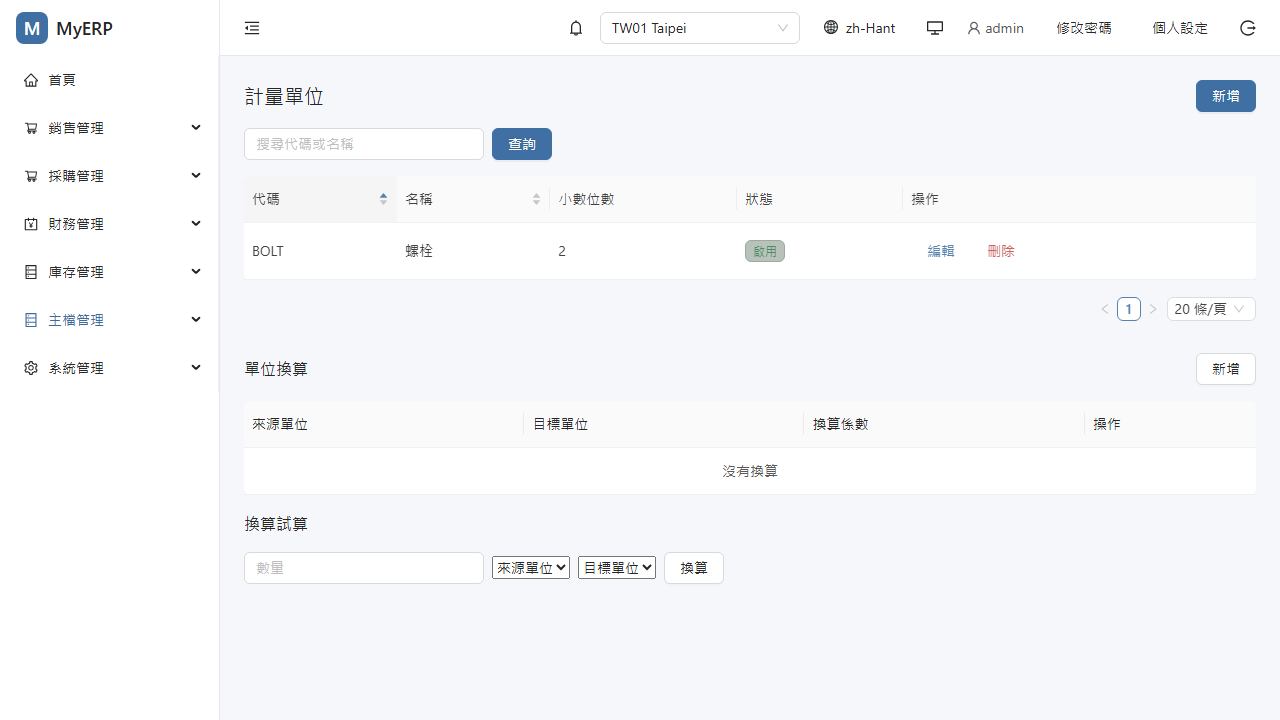 M MyERP
TW01 Taipei
zh-Hant
admin
修改密碼
個人設定
首頁
銷售管理
採購管理
財務管理
庫存管理
主檔管理
系統管理
計量單位
新增
搜尋代碼或名稱
查詢
代碼 名稱 小數位數 狀態 操作
BOLT 螺栓 2 啟用 編輯 刪除
1 20 條/頁
單位換算
新增
來源單位 目標單位 換算係數 操作
沒有換算
換算試算
數量 來源單位 目標單位 換算